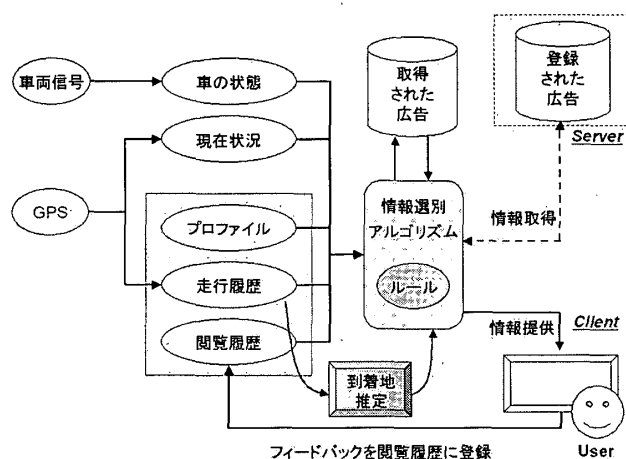 車両信号
車の状態
取得
された
広告
登録
された
広告
Server
現在状況
GPS
プロファイル
情報選別
アルゴリズム
情報取得
走行履歴
ルール
閲覧履歴
情報提供
Client
到着地
推定
User
フィードバックを閲覧履歴に登録